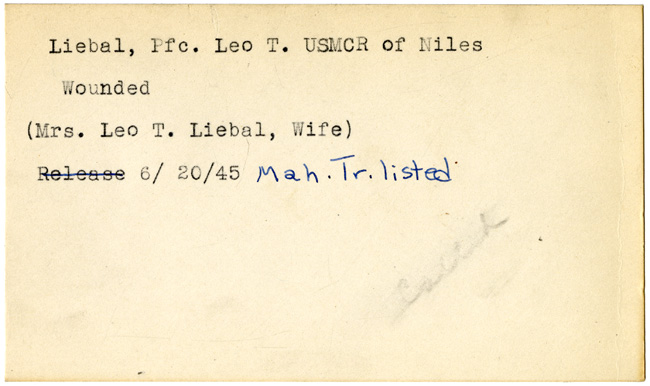 Liebal, Pfc. Leo T. USMCR of Niles
Wounded
(Mrs. Leo T. Liebal, Wife)
Release 6/ 20/45 Mah. Tr. listed